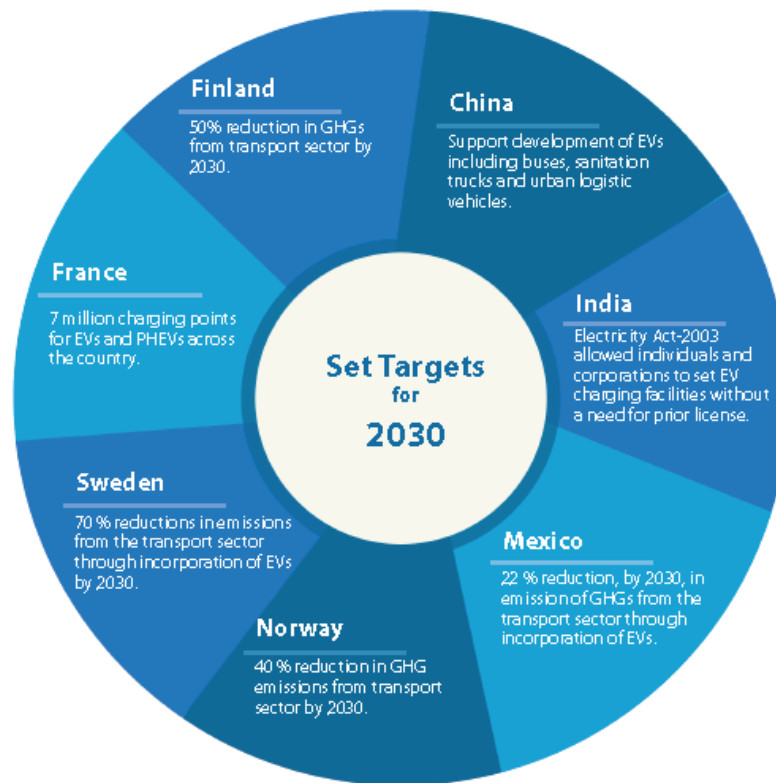 Finland
50% reduction in GHGs
from transport sector by
2030.
China
Support development of EVs
including buses, sanitation
trucks and urban logistic
vehicles.
France
7 million charging points
for EVs and PHEVs across
the country.
India
Electricity Act-2003
allowed individuals and
corporations to set EV
charging facilities without
a need for prior license.
Set Targets
for
2030
Sweden
70 % reductions in emissions
from the transport sector
through incorporation of EVs
by 2030.
Mexico
22 % reduction, by 2030, in
emission of GHGs from the
transport sector through
incorporation of EVs.
Norway
40 % reduction in GHG
emissions from transport
sector by 2030.